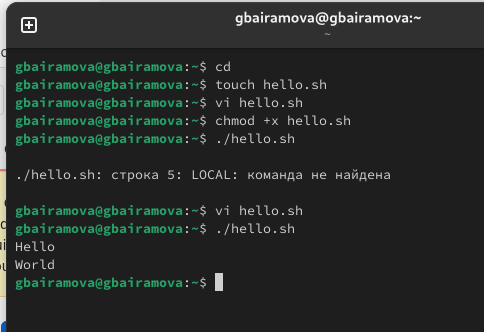 gbairamova@gbairamova:~
~
gbairamova@gbairamova:~$ cd
gbairamova@gbairamova:~$ touch hello.sh
gbairamova@gbairamova:~$ vi hello.sh
gbairamova@gbairamova:~$ chmod +x hello.sh
gbairamova@gbairamova:~$ ./hello.sh
./hello.sh: строка 5: LOCAL: команда не найдена
gbairamova@gbairamova:~$ vi hello.sh
gbairamova@gbairamova:~$ ./hello.sh
Hello
World
gbairamova@gbairamova:~$